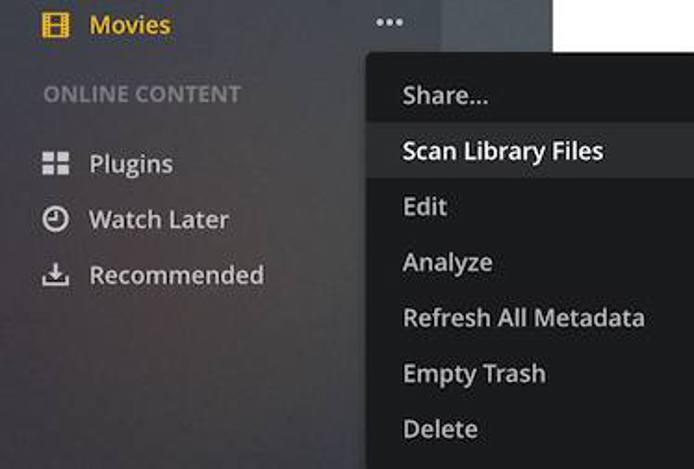 Movies
ONLINE CONTENT
Plugins
Watch Later
Recommended
Share...
Scan Library Files
Edit
Analyze
Refresh All Metadata
Empty Trash
Delete